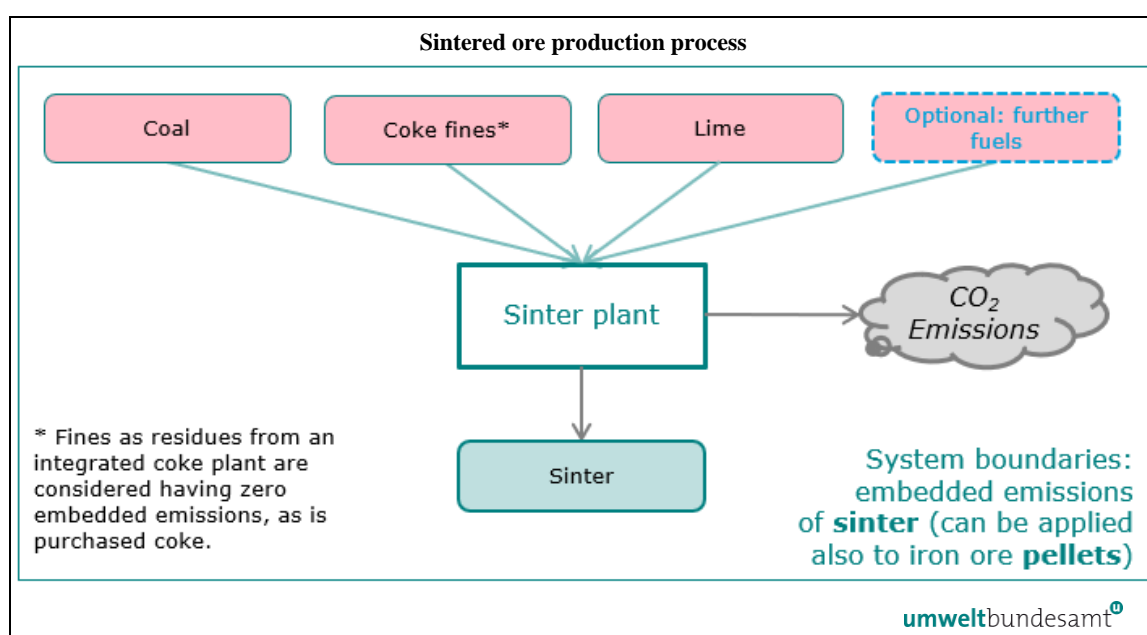 Sintered ore production process
Coal
Coke fines*
Lime
Optional: further
fuels
Sinter plant
CO₂
Emissions
Sinter
* Fines as residues from an
integrated coke plant are
considered having zero
embedded emissions, as is
purchased coke.
System boundaries:
embedded emissions
of sinter (can be applied
also to iron ore pellets)
umweltbundesamt
u